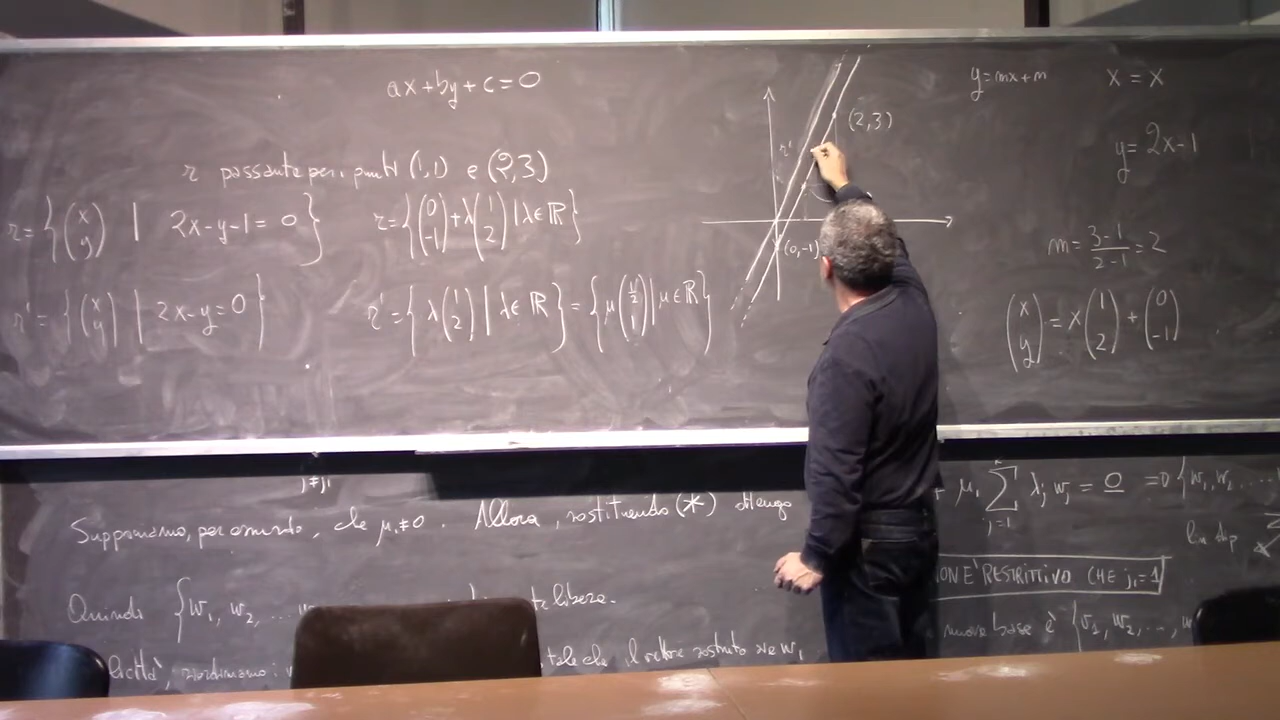 ax+by+c=0
r passante per i punti (1,1) e (2,3)
r={(x y) | 2x-y-1=0} r={(0 -1)+λ(1 2)|λ∈ℝ}
r'={(x y) | 2x-y=0} r'={λ(1 2)|λ∈ℝ}={μ(1/2 1)|μ∈ℝ}
(2,3)
r'
(0,-1)
y=mx+n x=x
y=2x-1
m=3-1/2-1=2
(x y)=x(1 2)+(0 -1)
j≠j₁
Supponiamo, per assurdo, che μ₁≠0. Allora, sostituendo (*) ottengo
+ μ₁ ∑ j=1 λj wj = 0 ⇒ {w₁, w₂ ....
lin dip
Quindi {w₁, w₂, ... libera.
ON E' RESTRITTIVO CHE j₁=1
nuova base è {v₁, w₂, ..., w
tale che il vettore sostituito sia w₁